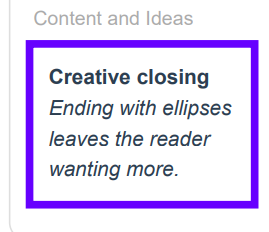 Content and Ideas
Creative closing
Ending with ellipses
leaves the reader
wanting more.